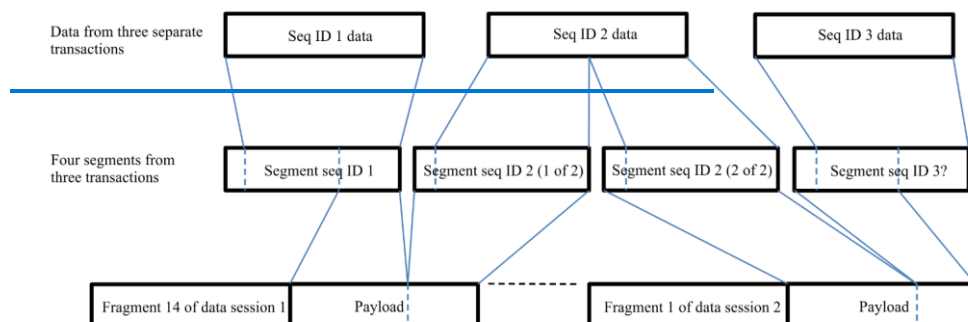 Data from three separate
transactions
Seq ID 1 data
Seq ID 2 data
Seq ID 3 data
Four segments from
three transactions
Segment seq ID 1
Segment seq ID 2 (1 of 2)
Segment seq ID 2 (2 of 2)
Segment seq ID 3?
Fragment 14 of data session 1
Payload
Fragment 1 of data session 2
Payload